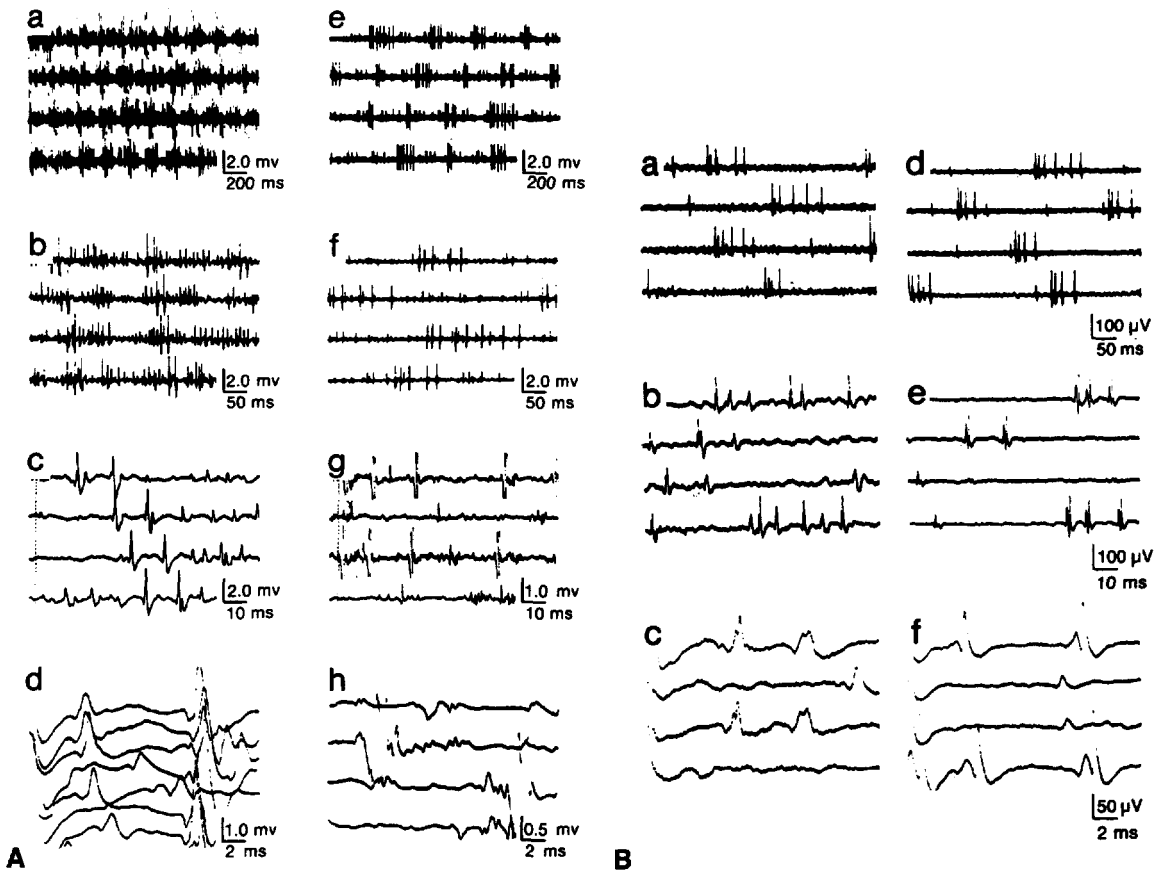 a
2.0 mv
200 ms
b
2.0 mv
50 ms
c
2.0 mv
10 ms
d
1.0 mv
2 ms
A
e
2.0 mv
200 ms
f
2.0 mv
50 ms
g
1.0 mv
10 ms
h
0.5 mv
2 ms
a
d
100 µV
50 ms
b
e
100 µV
10 ms
c
f
50 µV
2 ms
B